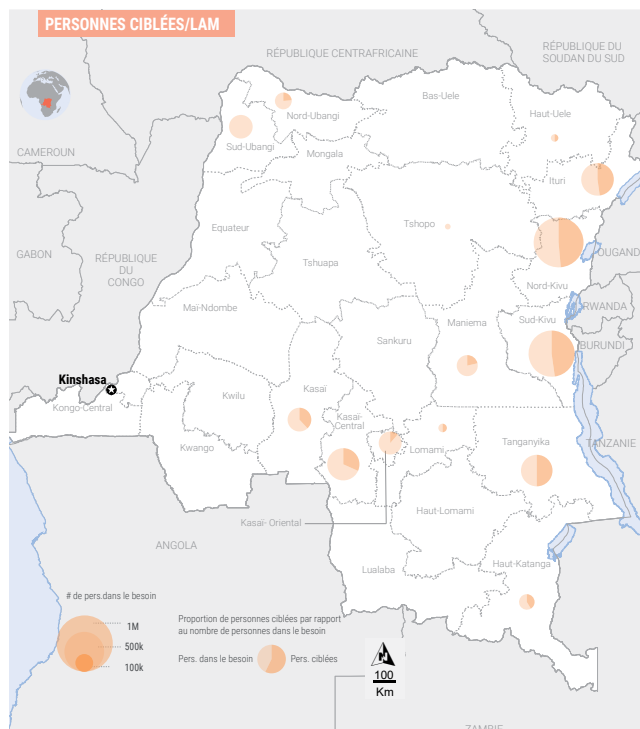 PERSONNES CIBLÉES/LAM
RÉPUBLIQUE CENTRAFRICAINE
RÉPUBLIQUE DU
SOUDAN DU SUD
CAMEROUN
GABON
RÉPUBLIQUE
DU
CONGO
Nord-Ubangi
Sud-Ubangi
Mongala
Bas-Uele
Haut-Uele
Ituri
Equateur
Tshuapa
Tshopo
OUGAND
Nord-Kivu
RWANDA
Sud-Kivu
BURUNDI
Maï-Ndombe
Sankuru
Maniema
Kinshasa
Kongo-Central
Kwilu
Kwango
Kasaï
Kasaï-
Central
Lomami
Tanganyika
TANZANIE
Kasaï- Oriental
Haut-Lomami
ANGOLA
Lualaba
Haut-Katanga
# de pers.dans le besoin
1M
500k
100k
Proportion de personnes ciblées par rapport
au nombre de personnes dans le besoin
Pers. dans le besoin
Pers. ciblées
100
Km
ZAMBIE